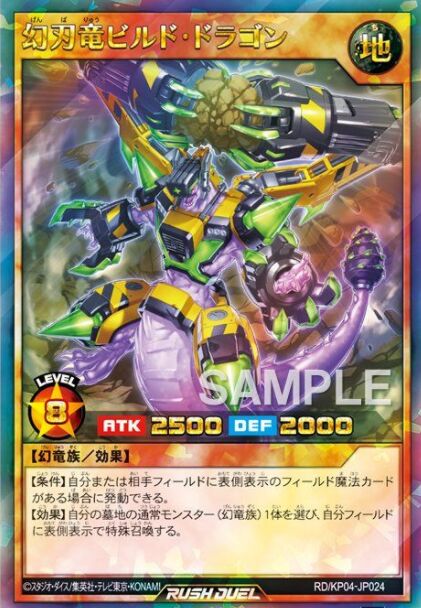 幻刃竜ビルド・ドラゴン
地
SAMPLE
LEVEL
8
ATK 2500 DEF 2000
【幻竜族／効果】
【条件】自分または相手フィールドに表側表示のフィールド魔法カード
がある場合に発動できる。
【効果】自分の墓地の通常モンスター（幻竜族）1体を選び、自分フィールド
に表側表示で特殊召喚する。
©スタジオ・ダイス/集英社・テレビ東京・KONAMI
RUSH DUEL
RD/KP04-JP024